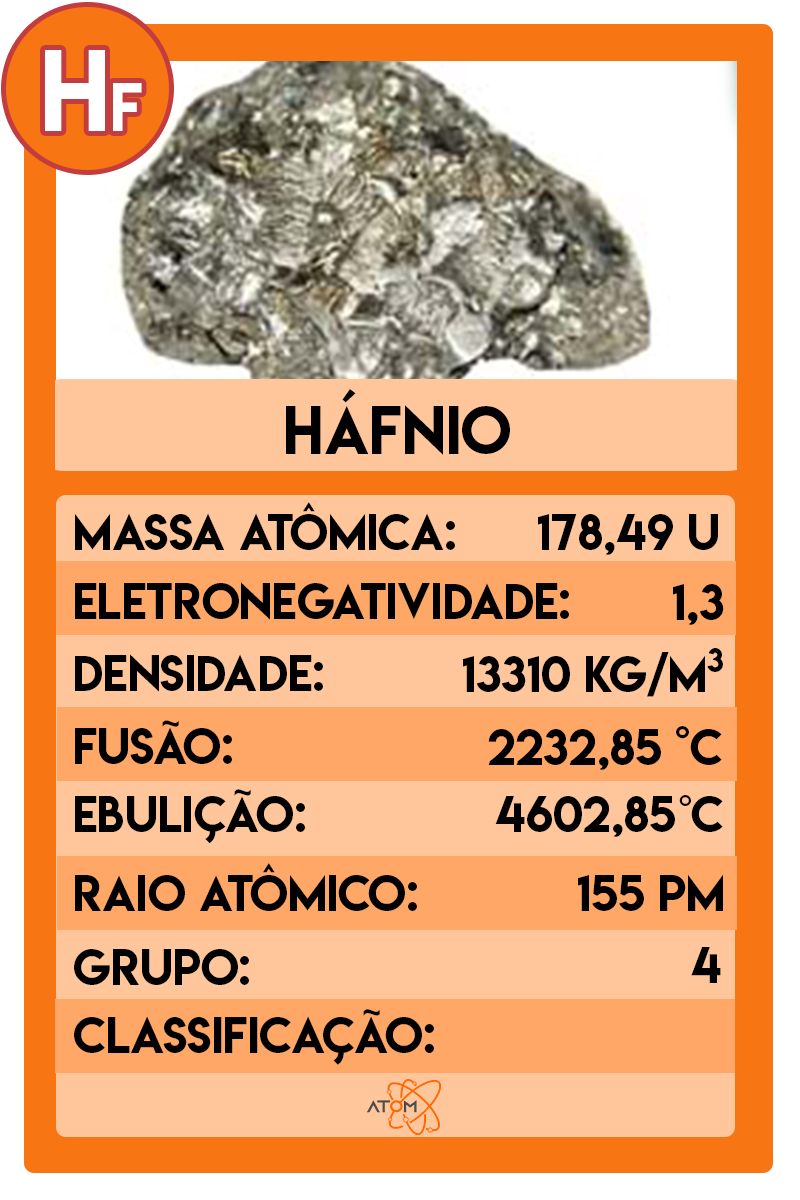 HF
HÁFNIO
MASSA ATÔMICA: 178,49 U
ELETRONEGATIVIDADE: 1,3
DENSIDADE: 13310 KG/M³
FUSÃO: 2232,85 °C
EBULIÇÃO: 4602,85°C
RAIO ATÔMICO: 155 PM
GRUPO: 4
CLASSIFICAÇÃO:
ATOM